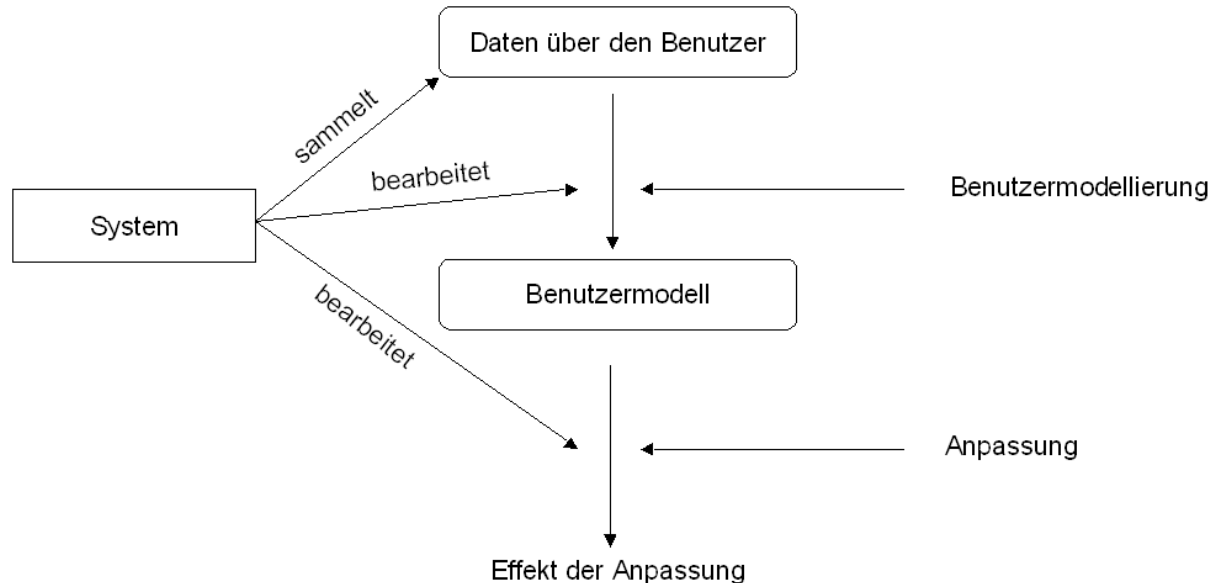 Daten über den Benutzer
sammelt
bearbeitet
Benutzermodellierung
System
Benutzermodell
bearbeitet
Anpassung
Effekt der Anpassung